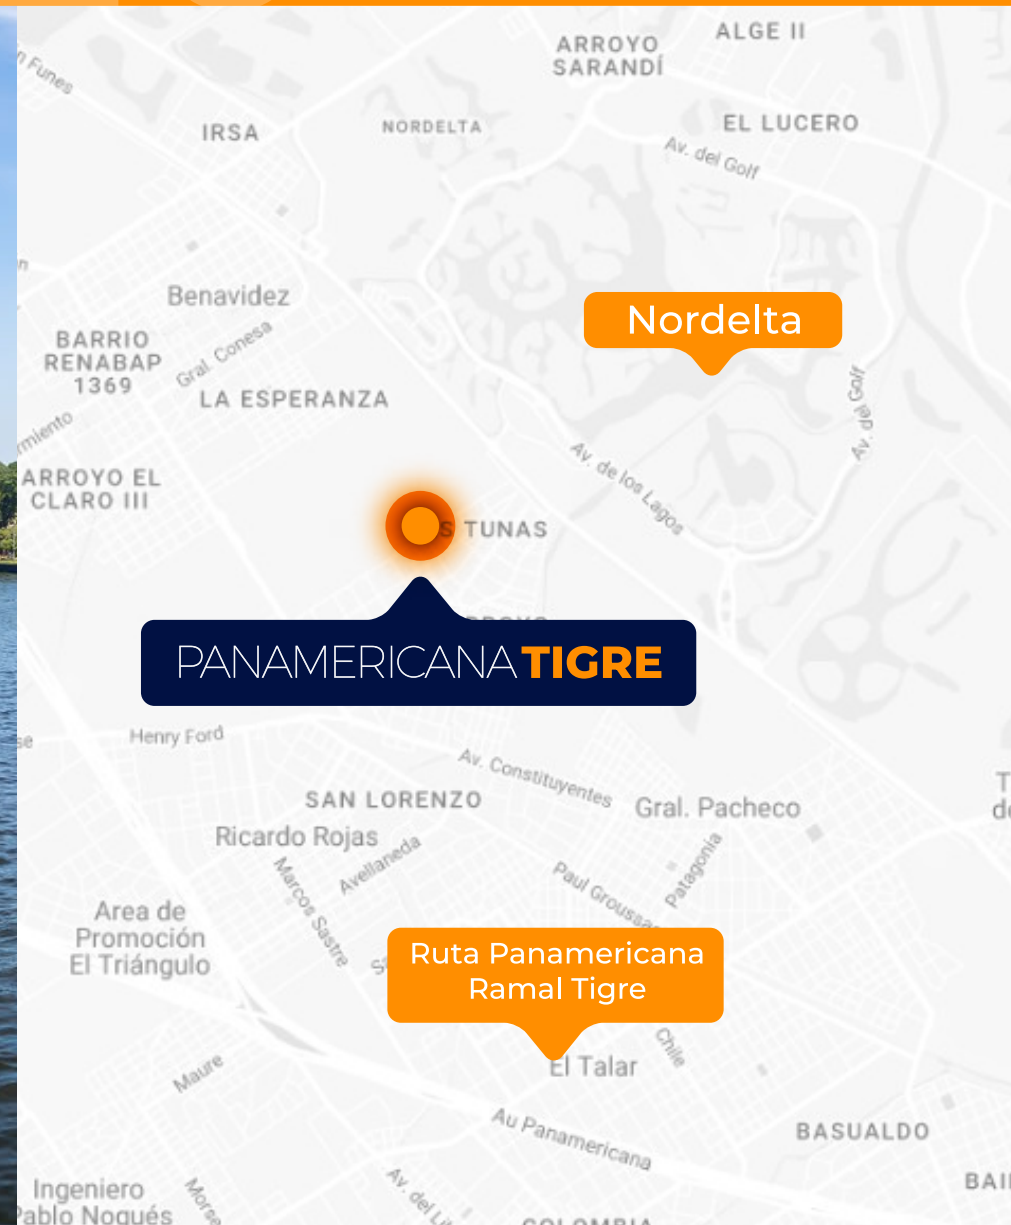 ALGE II
ARROYO
SARANDÍ
Funes
IRSA
NORDELTA
EL LUCERO
Av. del Golf
Benavidez
Nordelta
BARRIO
RENABAP
1369
Gral. Conesa
LA ESPERANZA
Av. del Golf
ARROYO EL
CLARO III
Av. de los Lagos
TUNAS
PANAMERICANA TIGRE
Henry Ford
Av. Constituyentes
SAN LORENZO
Gral. Pacheco
Ricardo Rojas
Avellaneda
Patagonia
Marcos Sastre
Paul Groussac
Area de
Promoción
El Triángulo
Ruta Panamericana
Ramal Tigre
Chile
El Talar
Maure
Au Panamericana
BASUALDO
Ingeniero
Pablo Nogués
Av. del
COLOMBIA